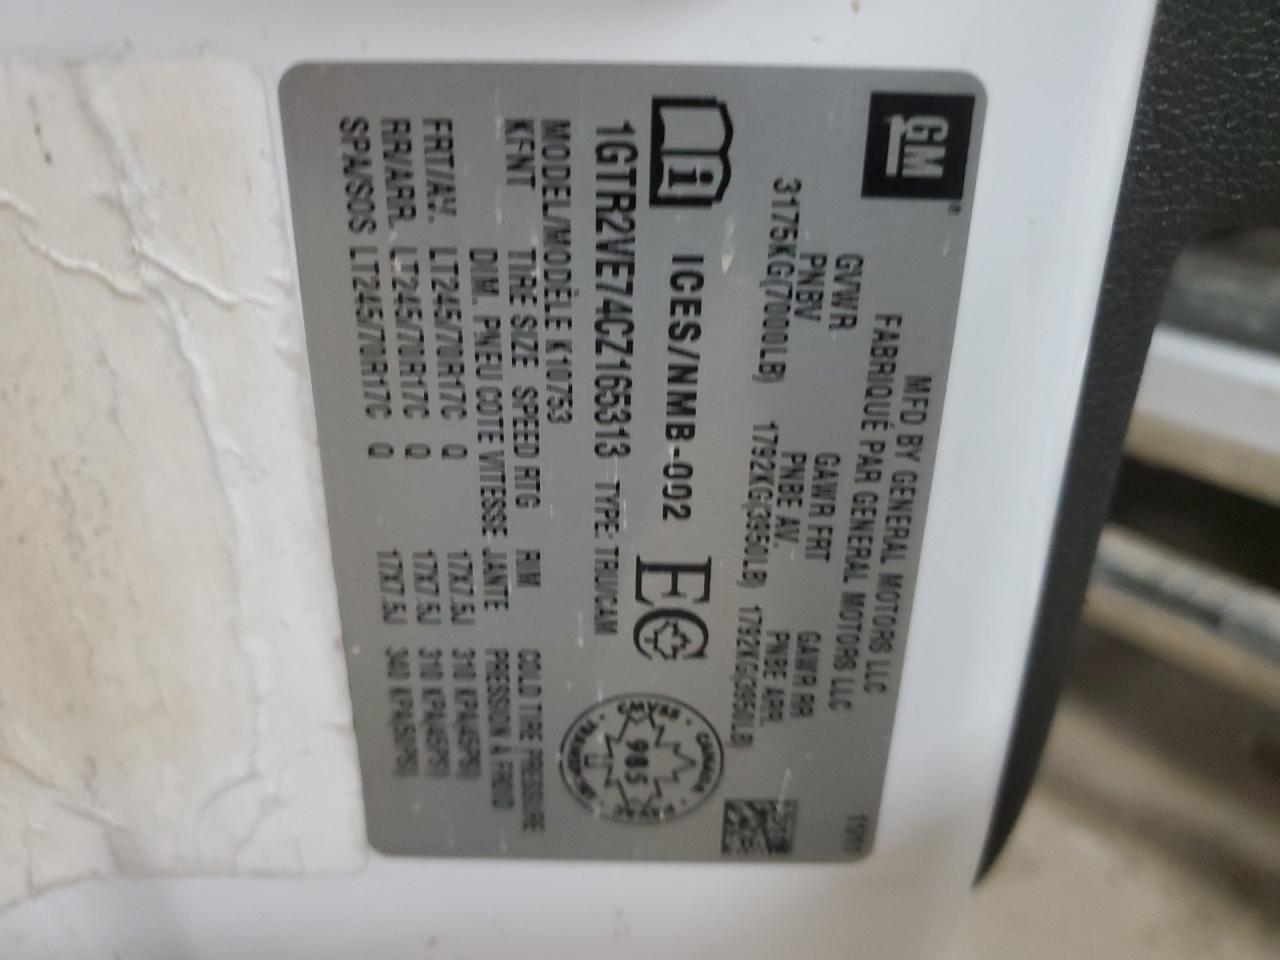 GM
MFD BY GENERAL MOTORS LLC
FABRIQUÉ PAR GENERAL MOTORS LLC
GVWR GAWR FRT GAWR RR
PNBV PNBE AV. PNBE ARR.
3175KG(7000LB) 1792KG(3950LB) 1792KG(3950LB)
i ICES/NMB-002 EC
CMVSS CANADA
985
1GTR2VE74CZ165313 TYPE: TRU/CAM
MODEL/MODÈLE K10753
KFNT TIRE SIZE SPEED RTG RIM COLD TIRE PRESSURE
DIM. PNEU COTE VITESSE JANTE PRESSION À FROID
FRT/AV. LT245/70R17C Q 17X7.5J 310 KPA(45PSI)
RR/ARR. LT245/70R17C Q 17X7.5J 310 KPA(45PSI)
SPA/SOS LT245/70R17C Q 17X7.5J 340 KPA(50PSI)